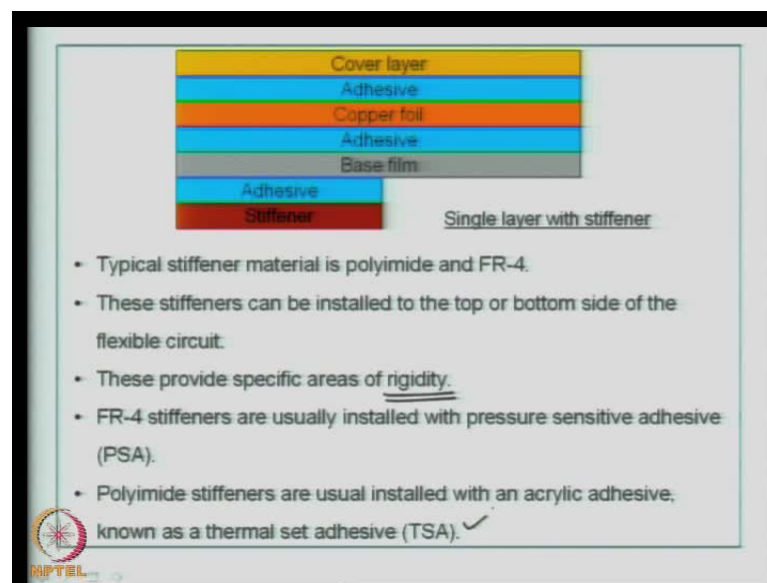 Cover layer
Adhesive
Copper foil
Adhesive
Base film
Adhesive
Stiffener
Single layer with stiffener
• Typical stiffener material is polyimide and FR-4.
• These stiffeners can be installed to the top or bottom side of the
flexible circuit.
• These provide specific areas of rigidity.
• FR-4 stiffeners are usually installed with pressure sensitive adhesive
(PSA).
• Polyimide stiffeners are usual installed with an acrylic adhesive,
known as a thermal set adhesive (TSA).
NPTEL